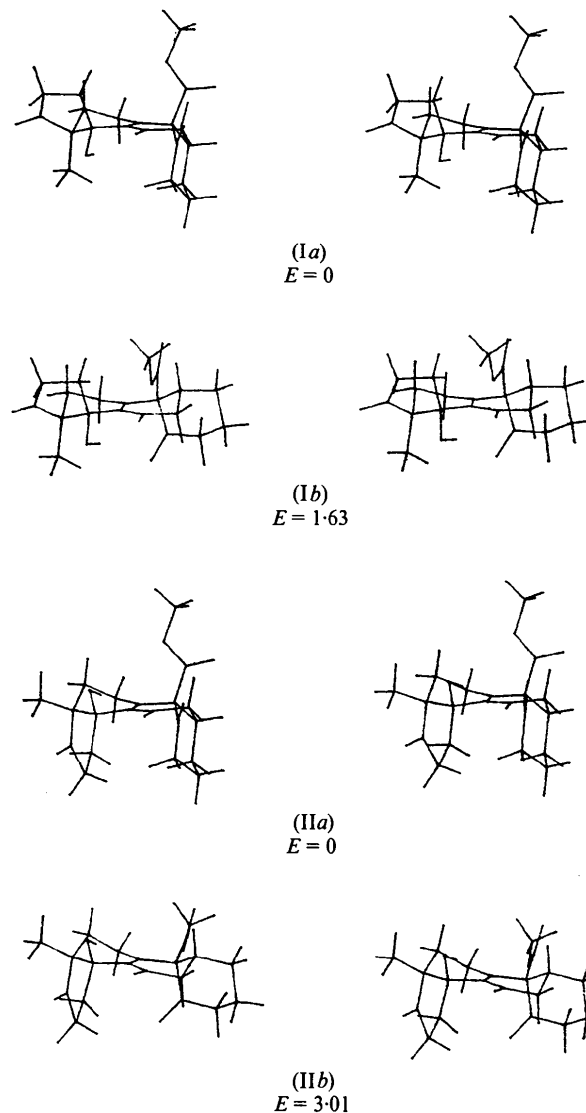 (Ia)
E = 0
(Ib)
E = 1·63
(IIa)
E = 0
(IIb)
E = 3·01